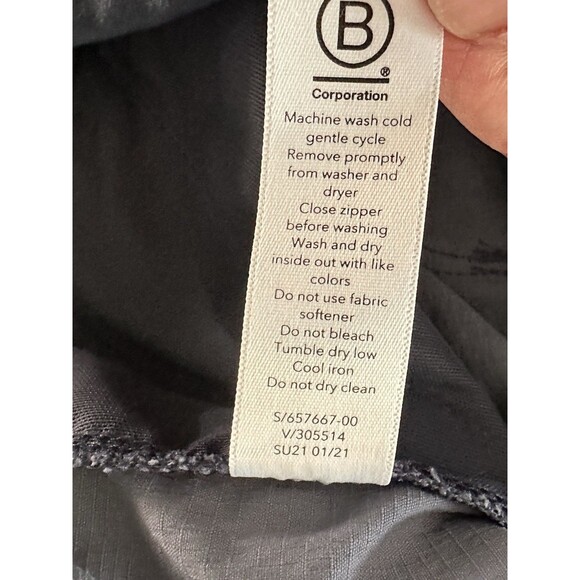 B
®
Corporation
Machine wash cold
gentle cycle
Remove promptly
from washer and
dryer
Close zipper
before washing
Wash and dry
inside out with like
colors
Do not use fabric
softener
Do not bleach
Tumble dry low
Cool iron
Do not dry clean
S/657667-00
V/305514
SU21 01/21